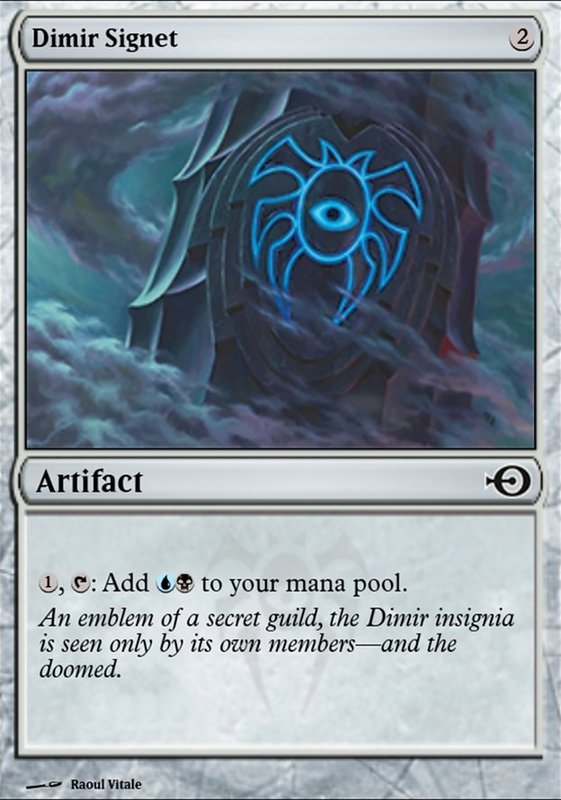 Dimir Signet 2
Artifact
1, : Add to your mana pool.
An emblem of a secret guild, the Dimir insignia
is seen only by its own members—and the
doomed.
Raoul Vitale